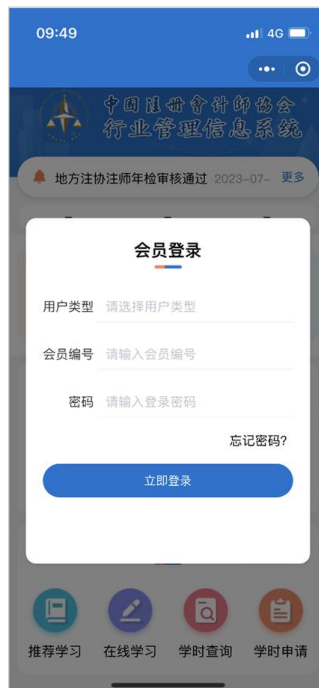 09:49
4G
中国注册会计师协会
行业管理信息系统
地方注协注师年检审核通过 2023-07- 更多
会员登录
用户类型 请选择用户类型
会员编号 请输入会员编号
密码 请输入登录密码
忘记密码?
立即登录
推荐学习 在线学习 学时查询 学时申请